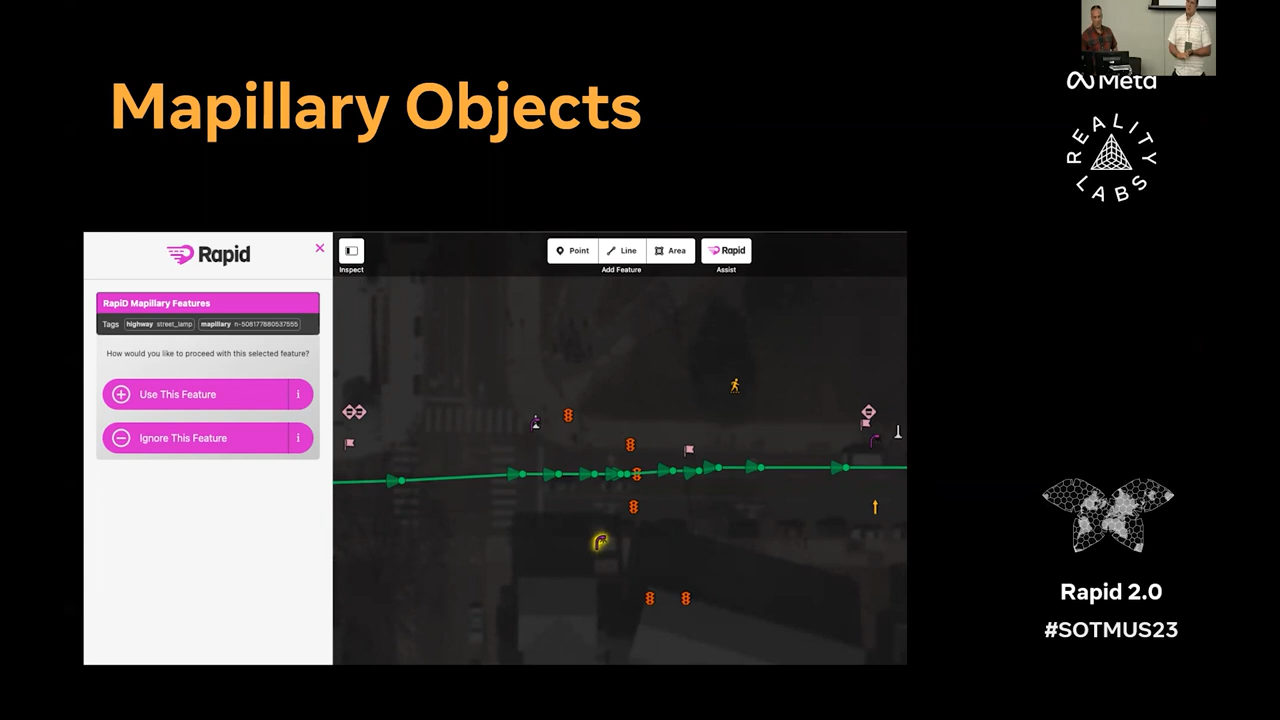 Mapillary Objects
Meta
REALITY LABS
Rapid
Point
Line
Area
Rapid
Inspect
Add Feature
Assist
RapiD Mapillary Features
Tags highway street_lamp mapillary n-508177880537555
How would you like to proceed with this selected feature?
Use This Feature i
Ignore This Feature i
Rapid 2.0
#SOTMUS23